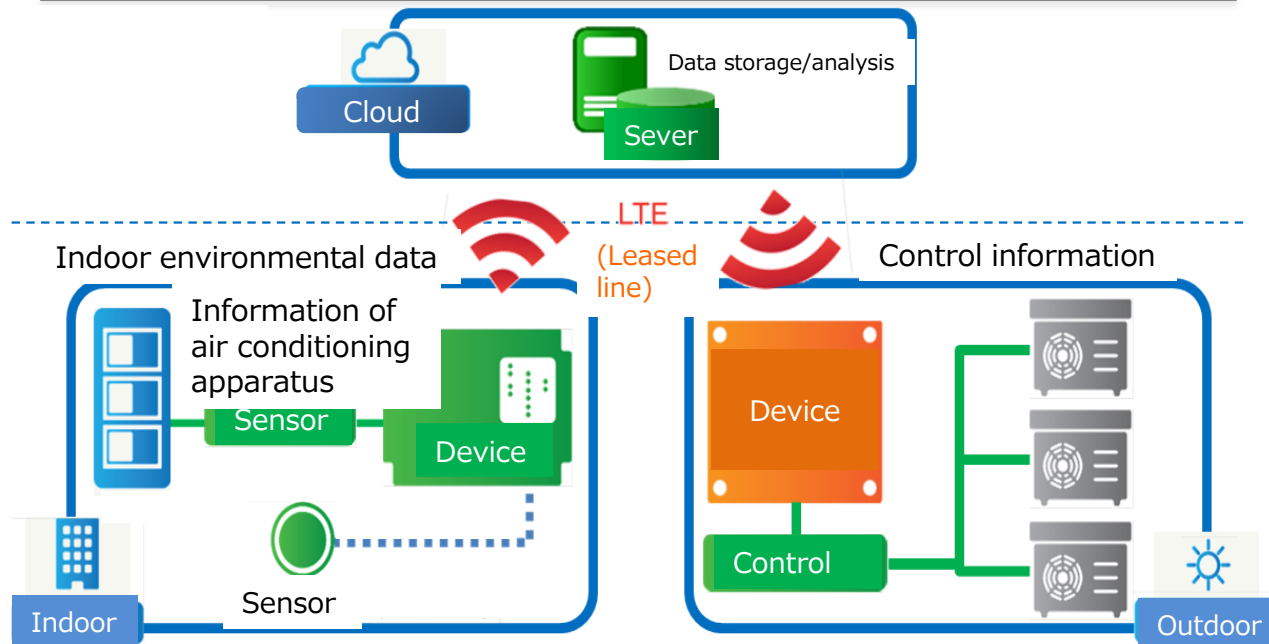 Data storage/analysis
Cloud
Sever
LTE
(Leased
line)
Indoor environmental data
Control information
Information of
air conditioning
apparatus
Sensor
Device
Sensor
Indoor
Device
Control
Outdoor